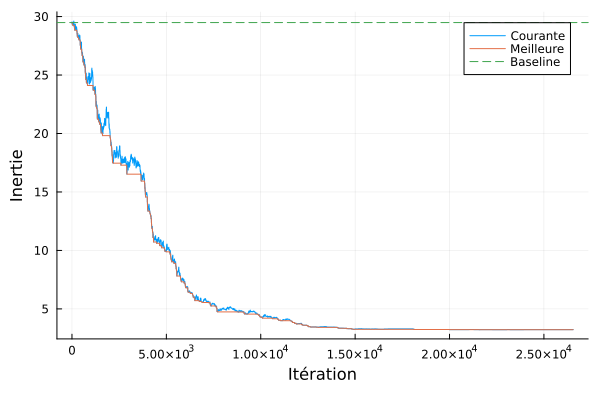 30
25
20
15
10
5
Inertie
Courante
Meilleure
Baseline
0
5.00×10³
1.00×10⁴
1.50×10⁴
2.00×10⁴
2.50×10⁴
Itération